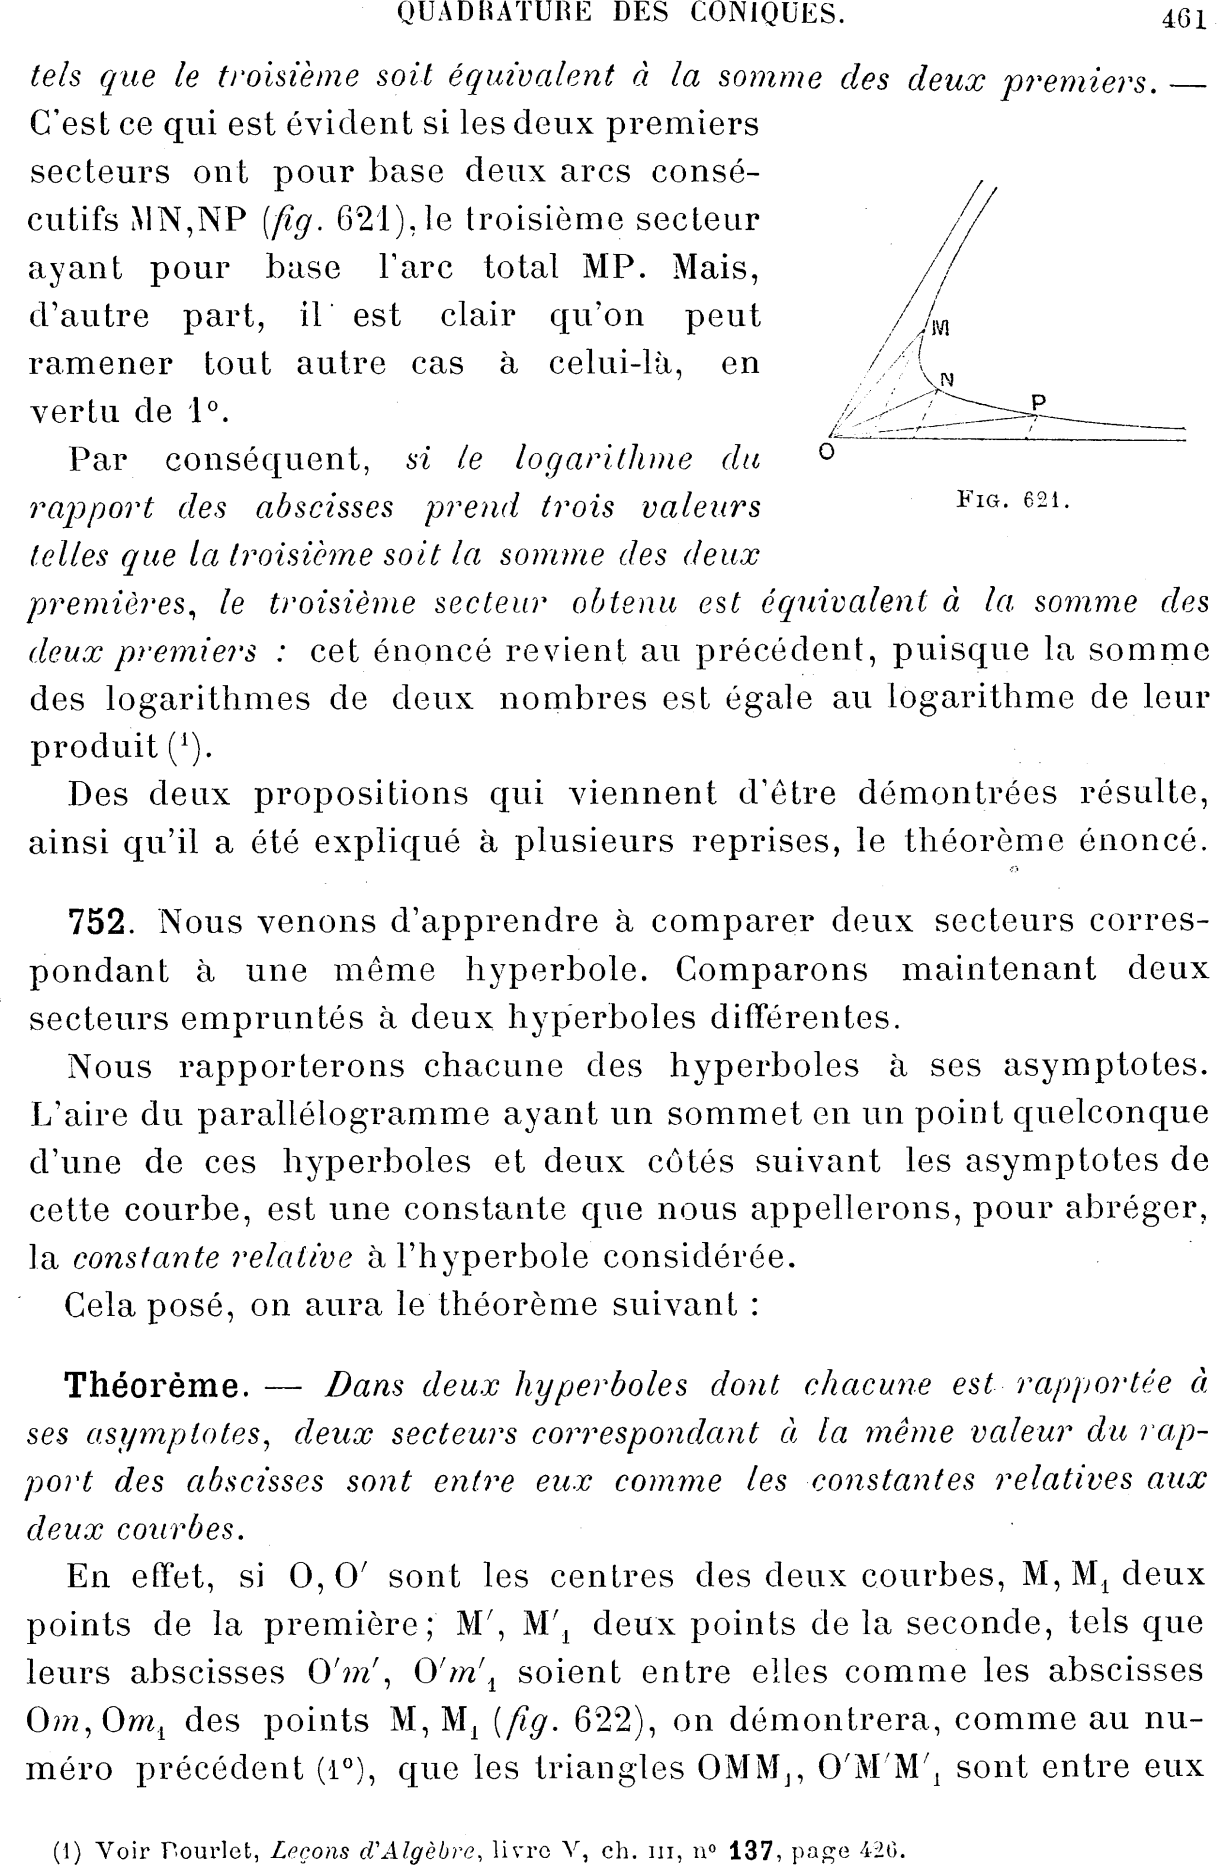 QUADRATURE DES CONIQUES. 461
tels que le troisième soit équivalent à la somme des deux premiers. —
C'est ce qui est évident si les deux premiers
secteurs ont pour base deux arcs consé-
cutifs MN, NP (fig. 621), le troisième secteur
ayant pour base l'arc total MP. Mais,
d'autre part, il est clair qu'on peut
ramener tout autre cas à celui-là, en
vertu de 1°.
M
N
P
O
FIG. 621.
Par conséquent, si le logarithme du
rapport des abscisses prend trois valeurs
telles que la troisième soit la somme des deux
premières, le troisième secteur obtenu est équivalent à la somme des
deux premiers : cet énoncé revient au précédent, puisque la somme
des logarithmes de deux nombres est égale au logarithme de leur
produit (¹).
Des deux propositions qui viennent d'être démontrées résulte,
ainsi qu'il a été expliqué à plusieurs reprises, le théorème énoncé.
752. Nous venons d'apprendre à comparer deux secteurs corres-
pondant à une même hyperbole. Comparons maintenant deux
secteurs empruntés à deux hyperboles différentes.
Nous rapporterons chacune des hyperboles à ses asymptotes.
L'aire du parallélogramme ayant un sommet en un point quelconque
d'une de ces hyperboles et deux côtés suivant les asymptotes de
cette courbe, est une constante que nous appellerons, pour abréger,
la constante relative à l'hyperbole considérée.
Cela posé, on aura le théorème suivant :
Théorème. — Dans deux hyperboles dont chacune est rapportée à
ses asymptotes, deux secteurs correspondant à la même valeur du rap-
port des abscisses sont entre eux comme les constantes relatives aux
deux courbes.
En effet, si O, O′ sont les centres des deux courbes, M, M₁ deux
points de la première; M′, M′₁ deux points de la seconde, tels que
leurs abscisses O′m′, O′m′₁ soient entre elles comme les abscisses
Om, Om₁ des points M, M₁ (fig. 622), on démontrera, comme au nu-
méro précédent (1°), que les triangles OMM₁, O′M′M′₁ sont entre eux
(1) Voir Bourlet, Leçons d'Algèbre, livre V, ch. III, n° 137, page 426.